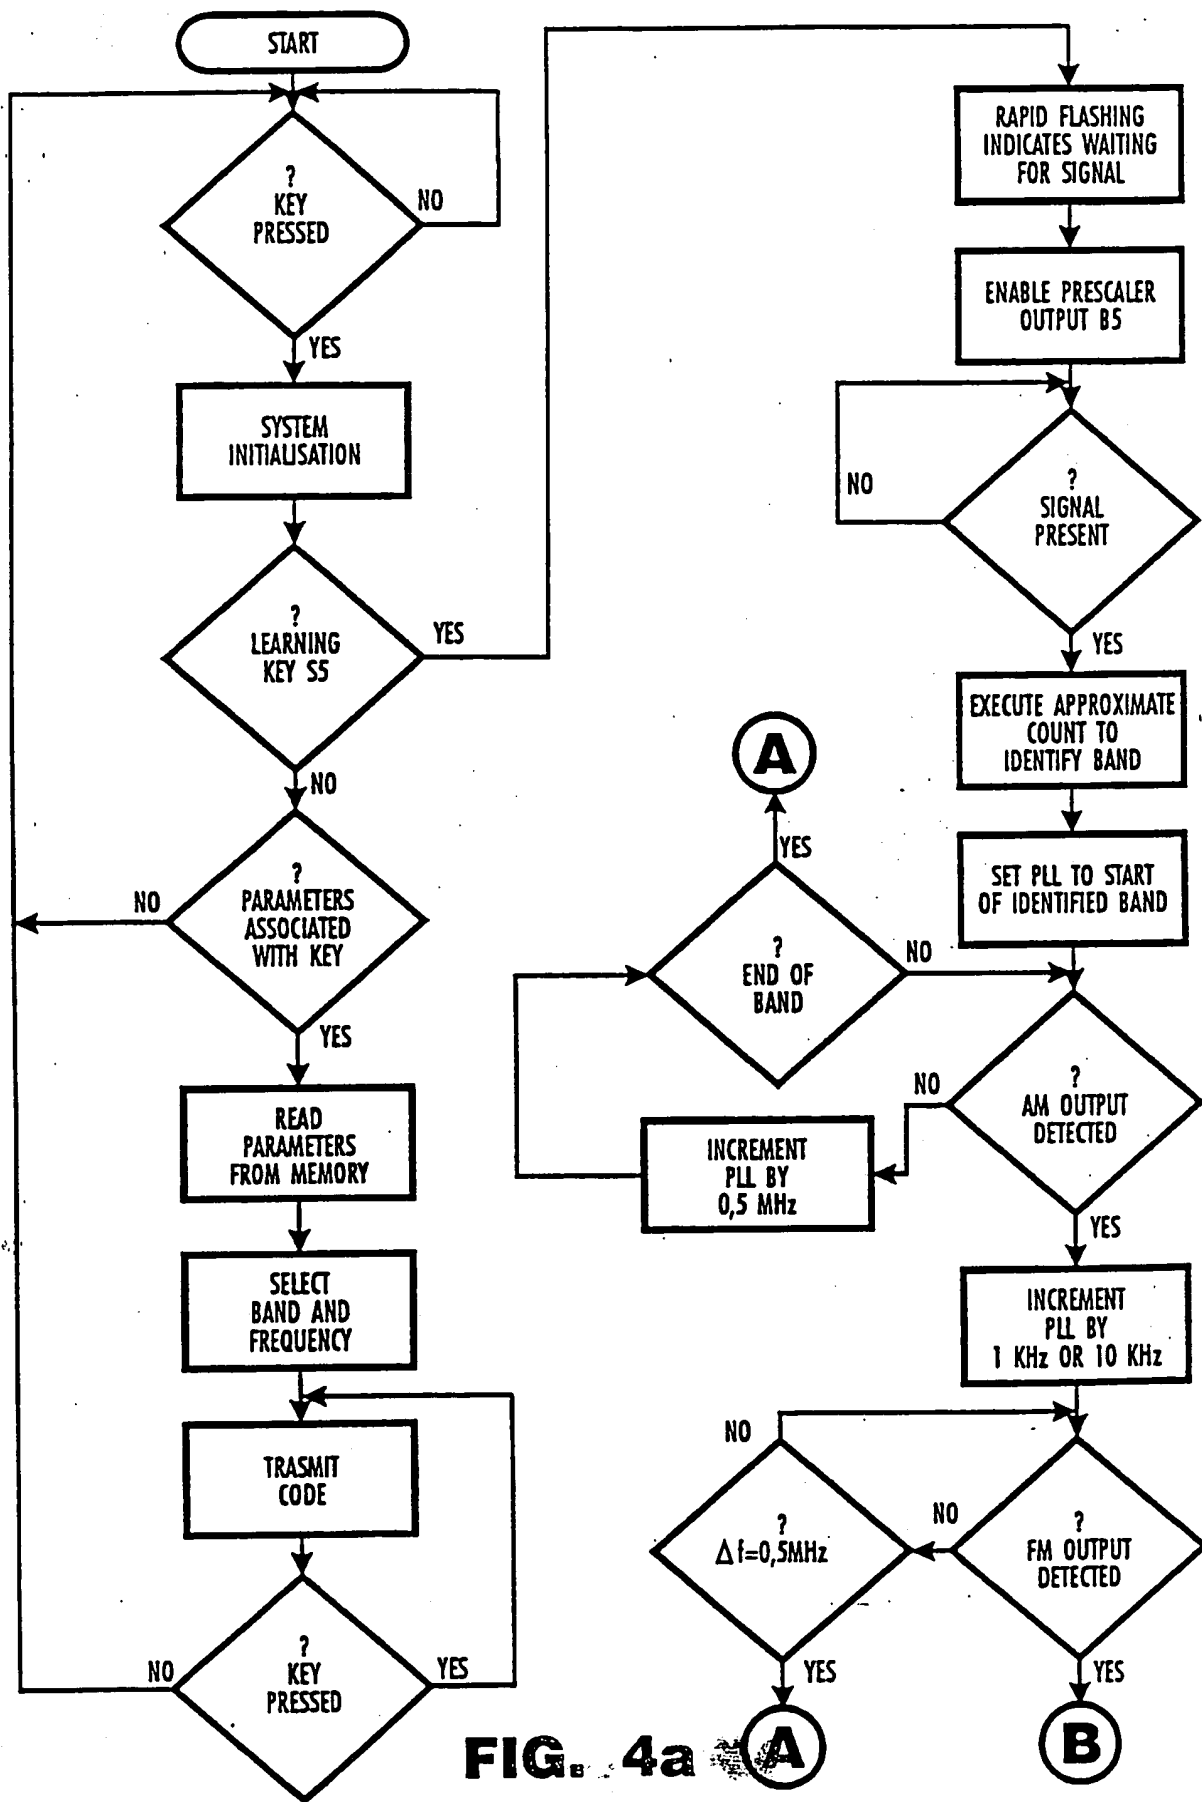 START
?
KEY
PRESSED
NO
YES
SYSTEM
INITIALISATION
?
LEARNING
KEY S5
YES
NO
?
PARAMETERS
ASSOCIATED
WITH KEY
NO
YES
READ
PARAMETERS
FROM MEMORY
SELECT
BAND AND
FREQUENCY
TRASMIT
CODE
?
KEY
PRESSED
NO
YES
RAPID FLASHING
INDICATES WAITING
FOR SIGNAL
ENABLE PRESCALER
OUTPUT B5
?
SIGNAL
PRESENT
NO
YES
EXECUTE APPROXIMATE
COUNT TO
IDENTIFY BAND
SET PLL TO START
OF IDENTIFIED BAND
A
YES
?
END OF
BAND
NO
?
AM OUTPUT
DETECTED
NO
YES
INCREMENT
PLL BY
0,5 MHz
INCREMENT
PLL BY
1 KHz OR 10 KHz
?
FM OUTPUT
DETECTED
NO
YES
?
Δf=0,5MHz
NO
YES
A
B
FIG. 4a